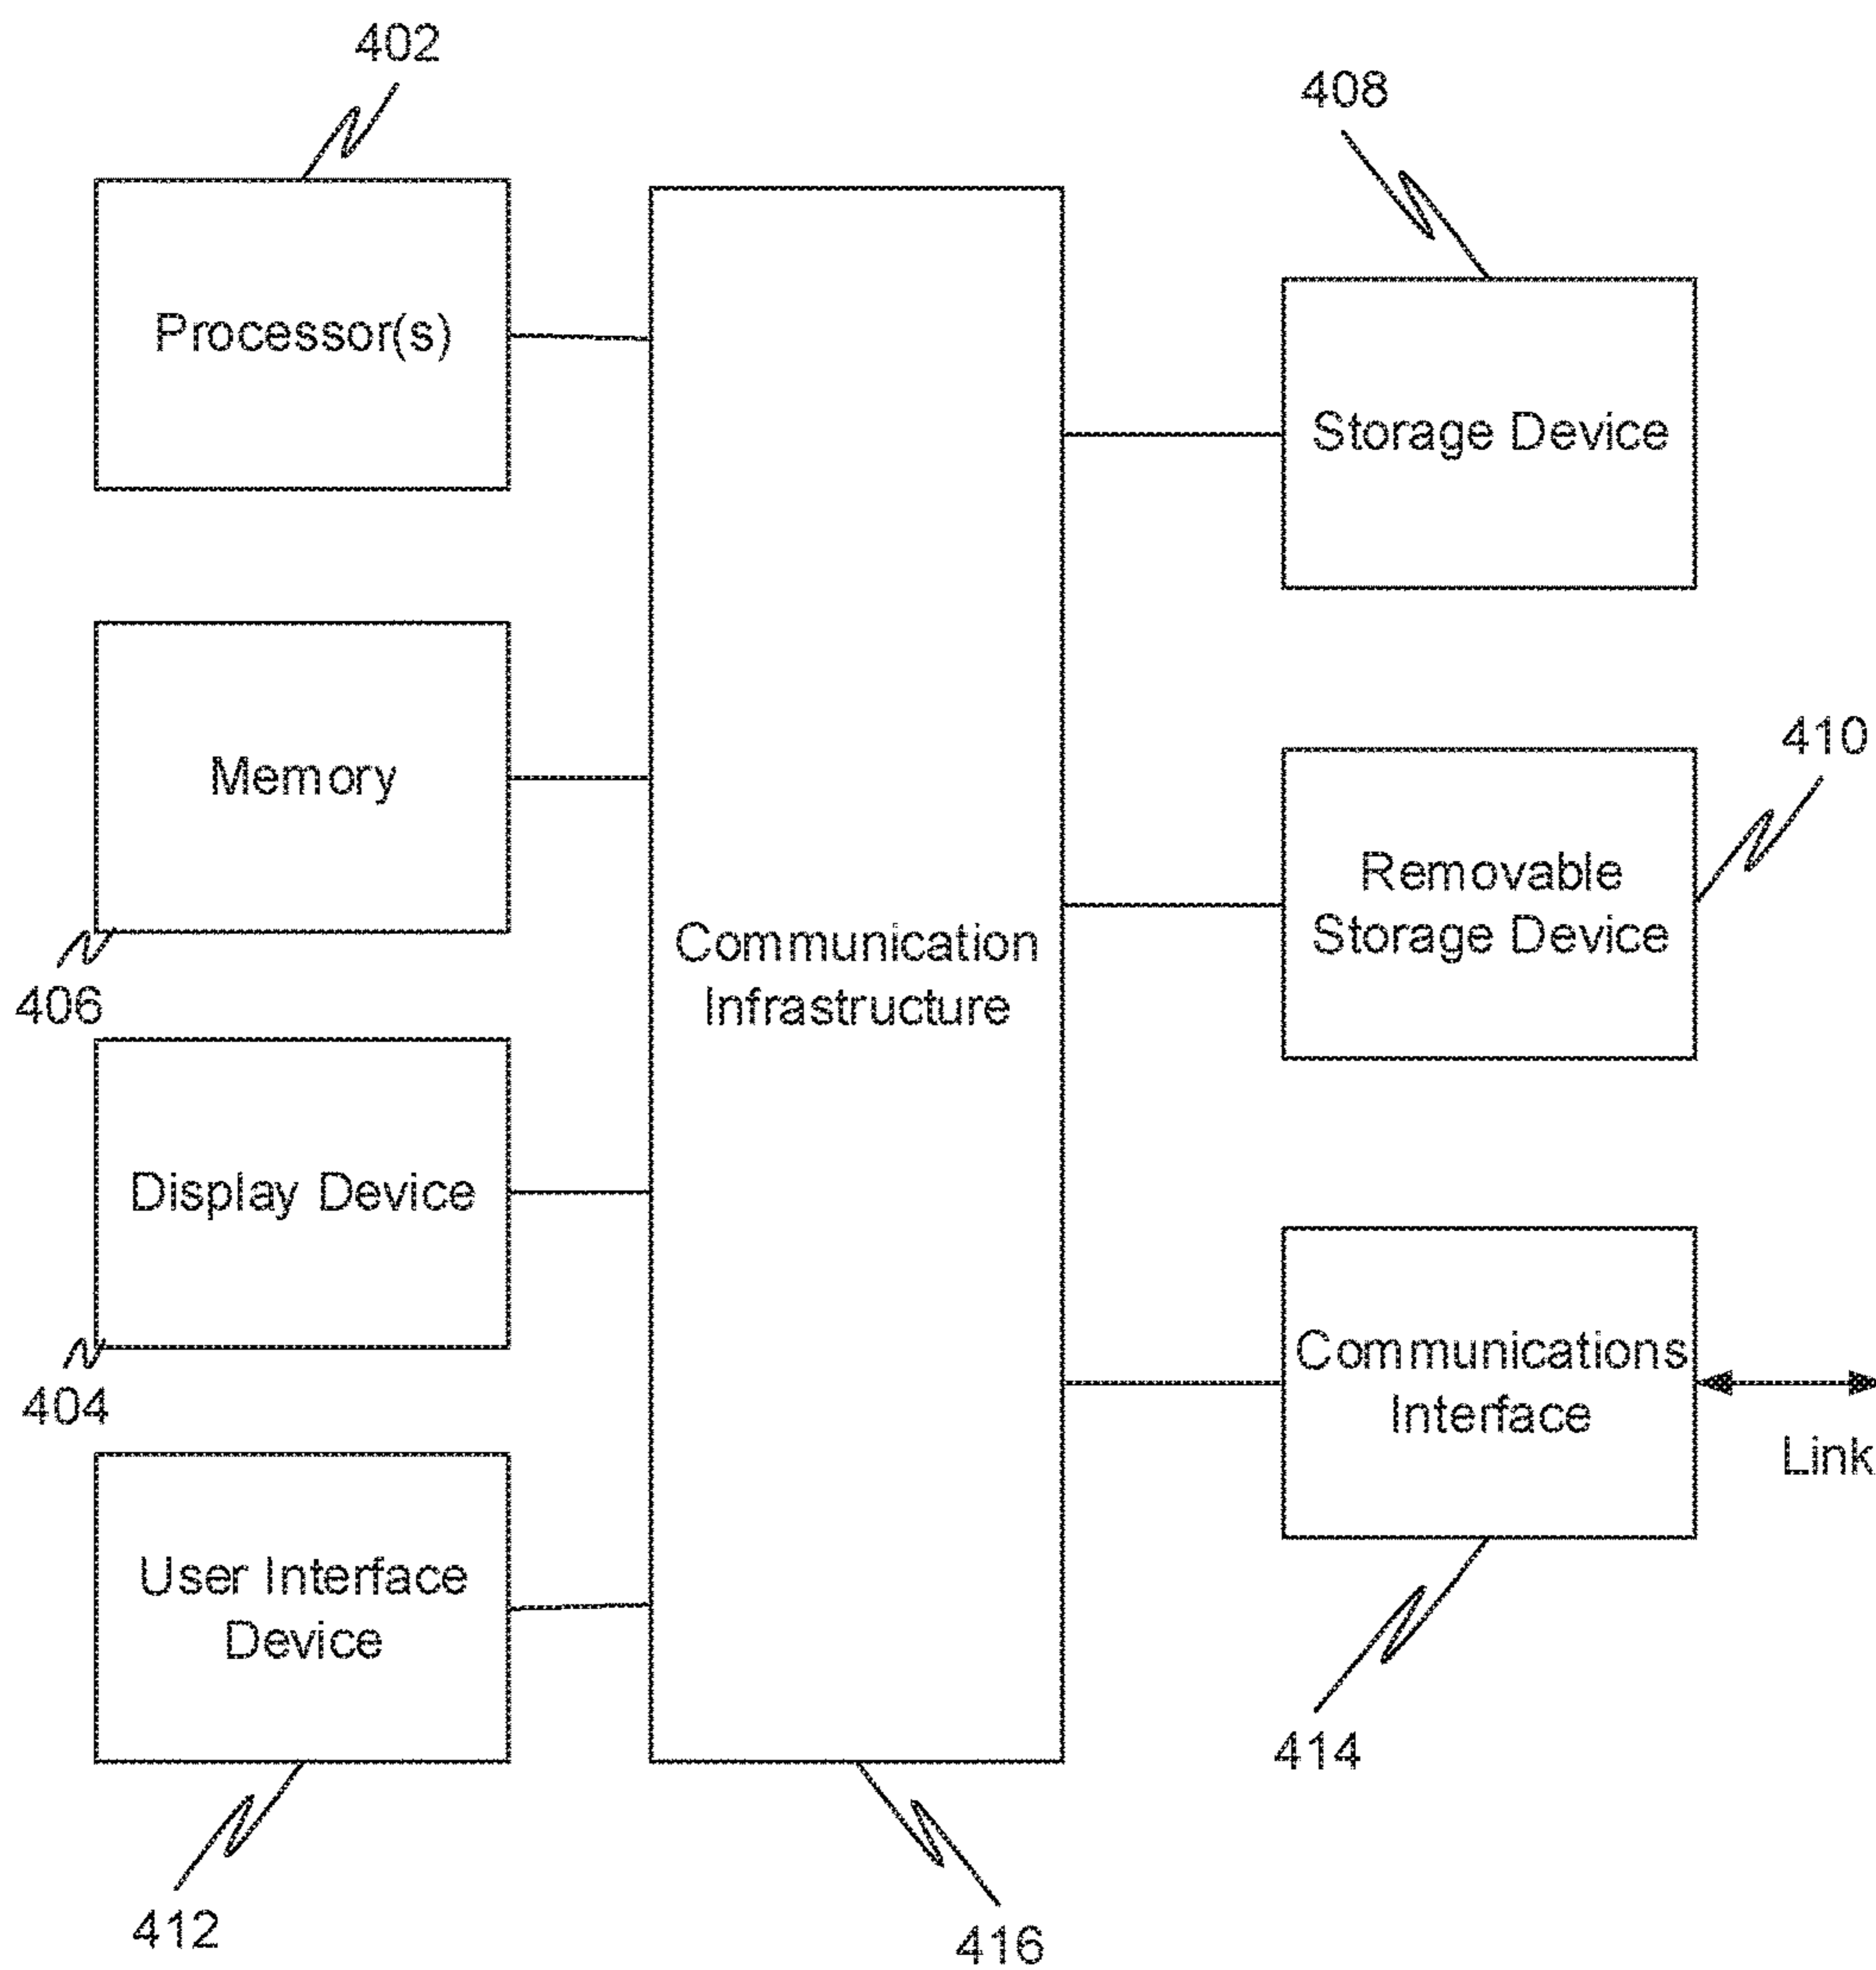 402
408
Processor(s)
Storage Device
Memory
410
Removable
Storage Device
Communication
Infrastructure
406
Display Device
404
Communications
Interface
Link
User Interface
Device
414
412
416